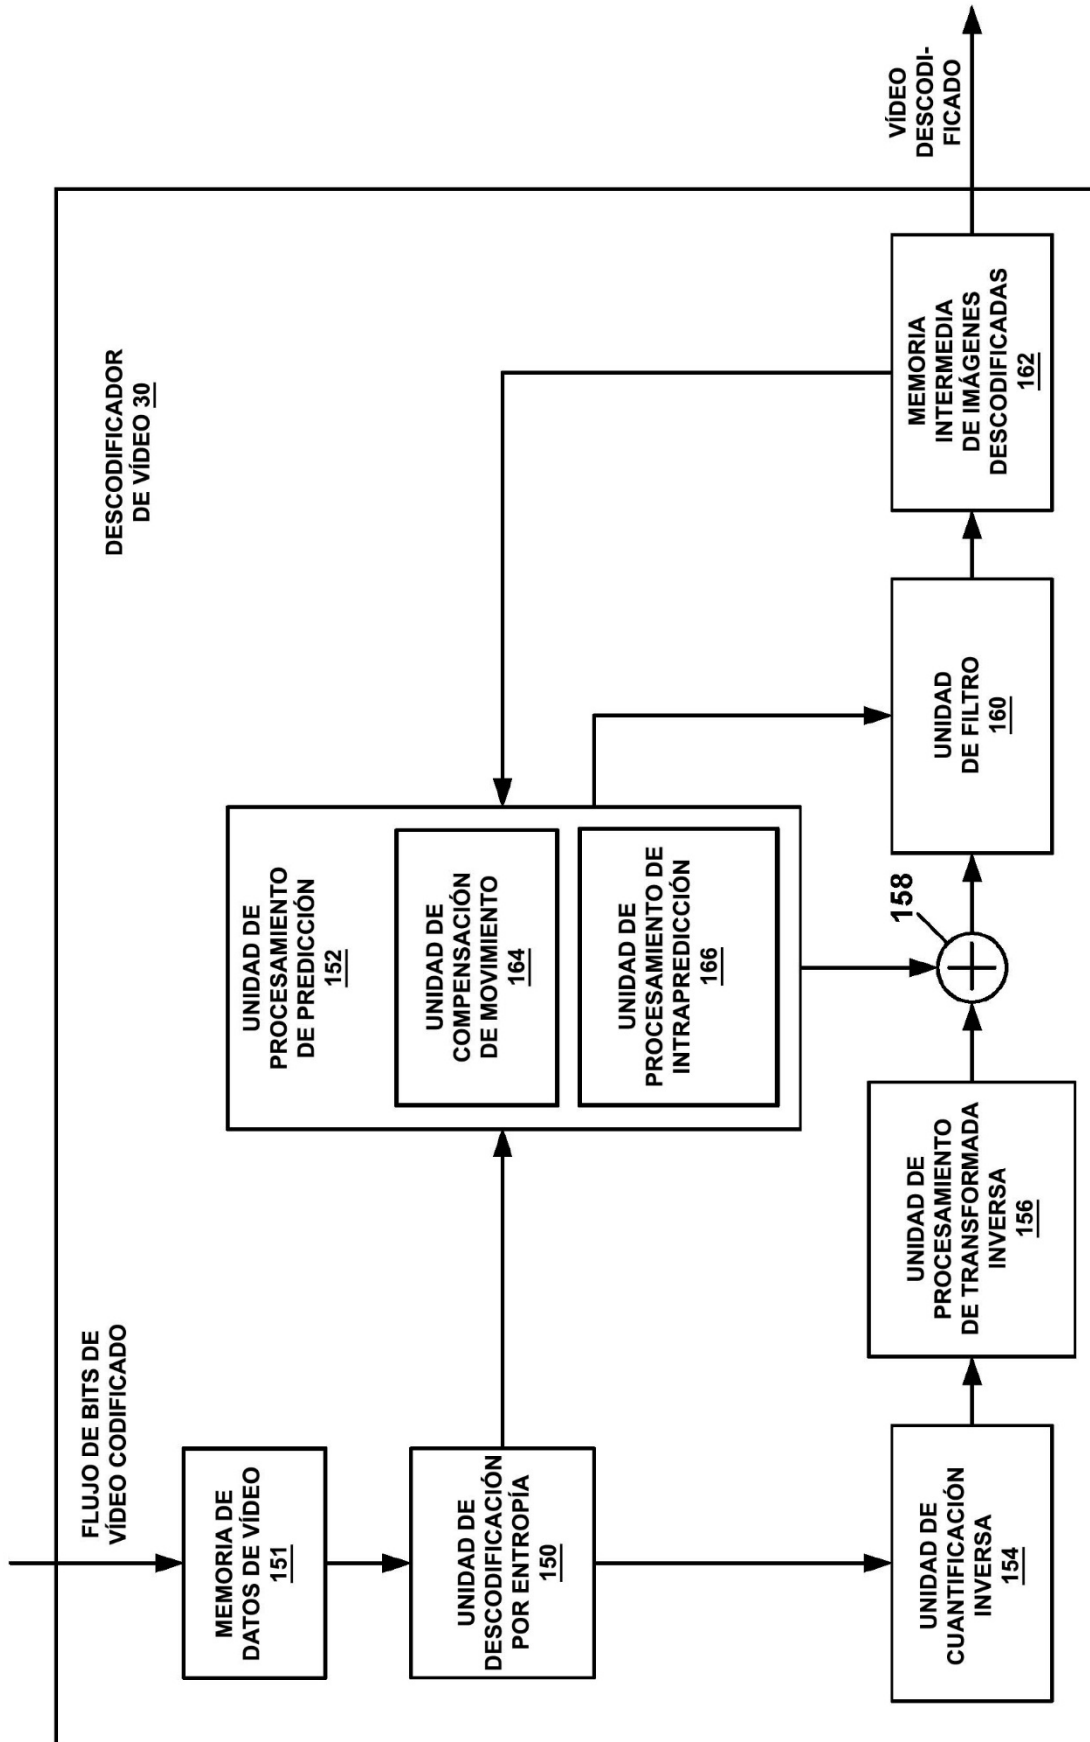 FLUJO DE BITS DE
VÍDEO CODIFICADO
DESCODIFICADOR
DE VÍDEO 30
VÍDEO
DESCODI-
FICADO
MEMORIA DE
DATOS DE VÍDEO
151
UNIDAD DE
DESCODIFICACIÓN
POR ENTROPÍA
150
UNIDAD DE
PROCESAMIENTO
DE PREDICCIÓN
152
UNIDAD DE
COMPENSACIÓN
DE MOVIMIENTO
164
UNIDAD DE
PROCESAMIENTO DE
INTRAPREDICCIÓN
166
UNIDAD DE
CUANTIFICACIÓN
INVERSA
154
UNIDAD DE
PROCESAMIENTO
DE TRANSFORMADA
INVERSA
156
158
UNIDAD
DE FILTRO
160
MEMORIA
INTERMEDIA
DE IMÁGENES
DESCODIFICADAS
162